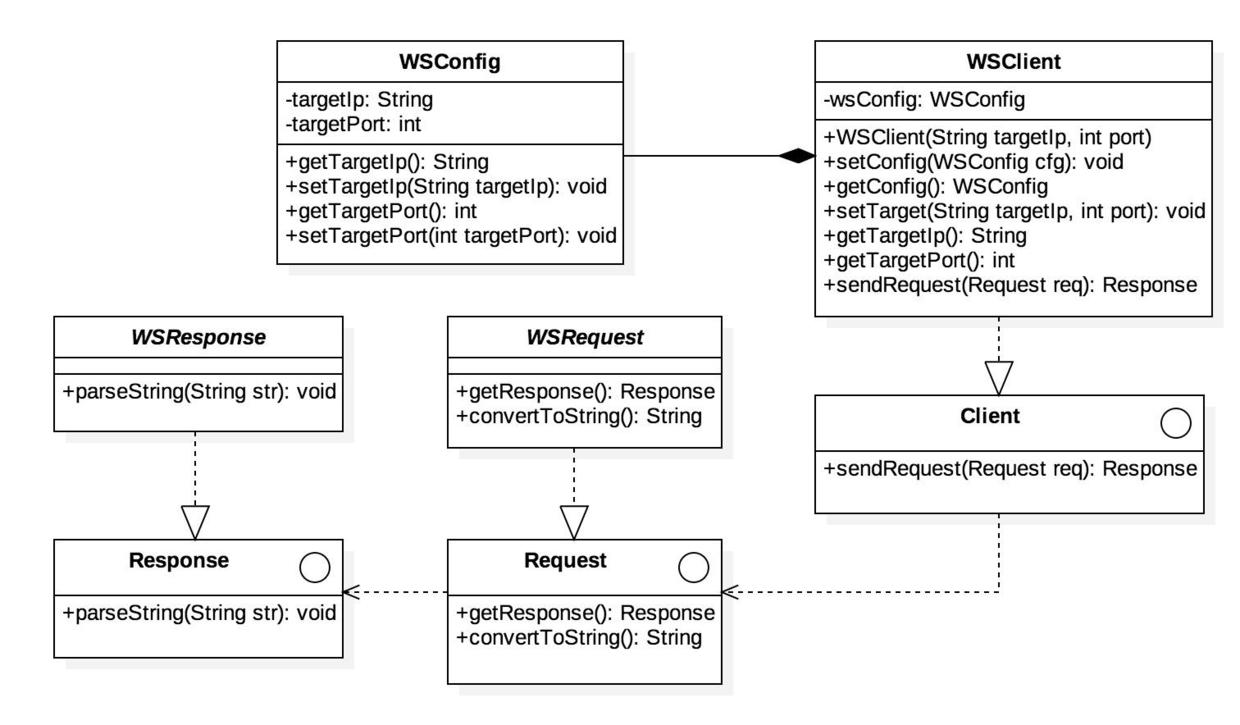 WSConfig
-targetIp: String
-targetPort: int
+getTargetIp(): String
+setTargetIp(String targetIp): void
+getTargetPort(): int
+setTargetPort(int targetPort): void
WSClient
-wsConfig: WSConfig
+WSClient(String targetIp, int port)
+setConfig(WSConfig cfg): void
+getConfig(): WSConfig
+setTarget(String targetIp, int port): void
+getTargetIp(): String
+getTargetPort(): int
+sendRequest(Request req): Response
WSResponse
+parseString(String str): void
WSRequest
+getResponse(): Response
+convertToString(): String
Client
+sendRequest(Request req): Response
Response
+parseString(String str): void
Request
+getResponse(): Response
+convertToString(): String